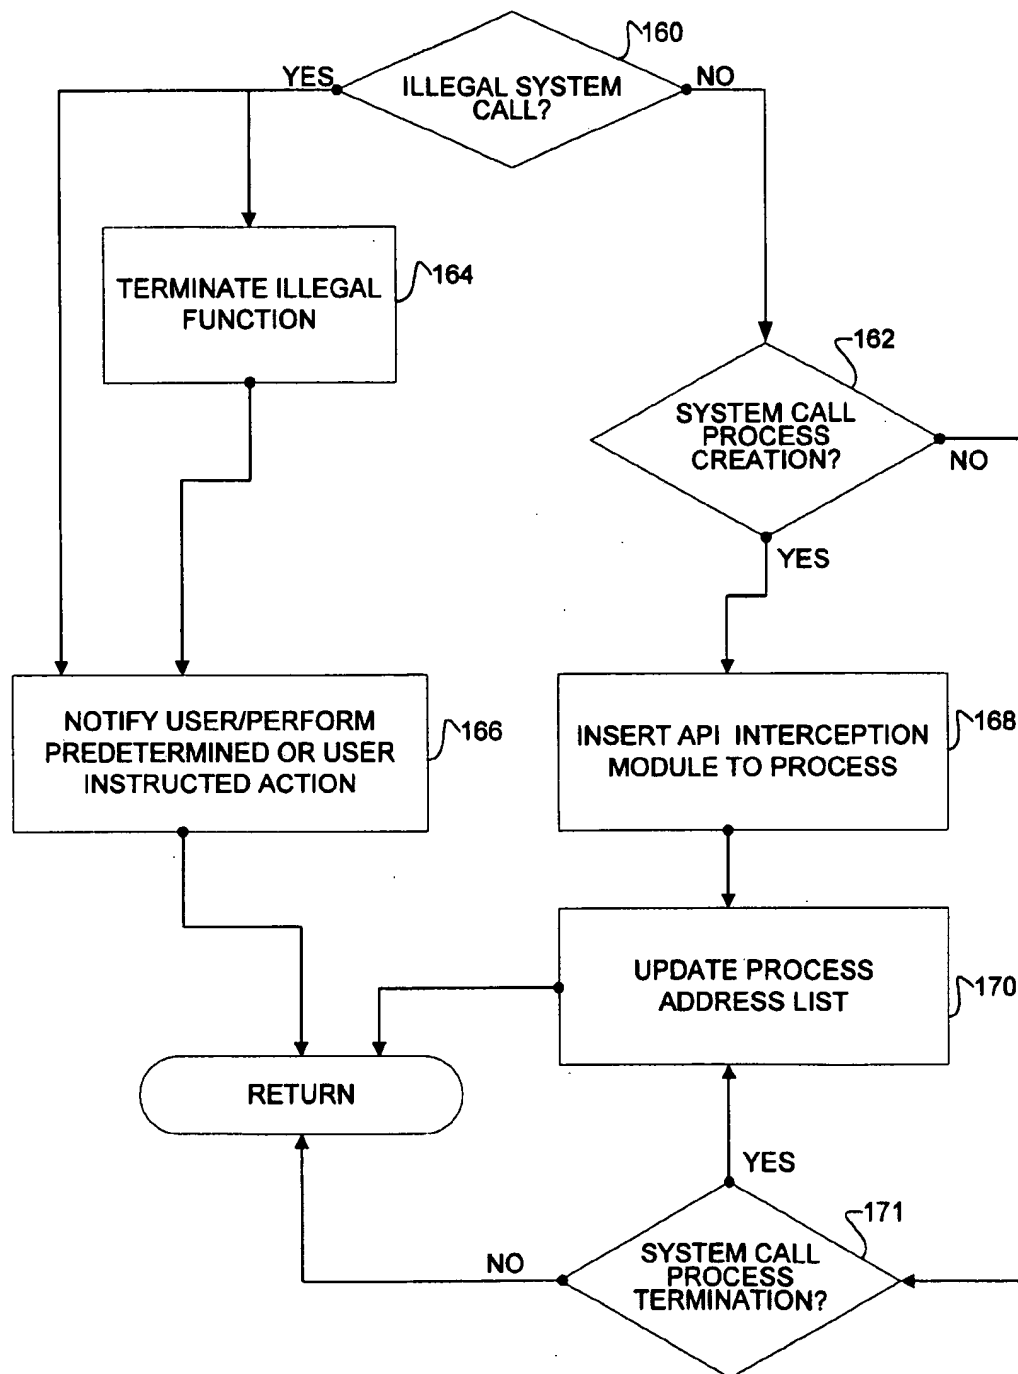 160
YES
ILLEGAL SYSTEM
CALL?
NO
TERMINATE ILLEGAL
FUNCTION
164
162
SYSTEM CALL
PROCESS
CREATION?
NO
YES
NOTIFY USER/PERFORM
PREDETERMINED OR USER
INSTRUCTED ACTION
166
INSERT API INTERCEPTION
MODULE TO PROCESS
168
UPDATE PROCESS
ADDRESS LIST
170
RETURN
YES
171
NO
SYSTEM CALL
PROCESS
TERMINATION?